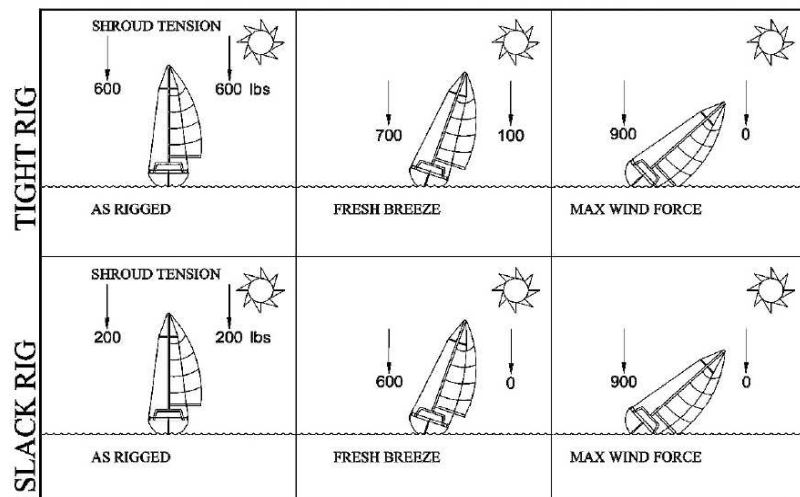 TIGHT RIG
SHROUD TENSION
600 600 lbs
AS RIGGED
700 100
FRESH BREEZE
900 0
MAX WIND FORCE
SLACK RIG
SHROUD TENSION
200 200 lbs
AS RIGGED
600 0
FRESH BREEZE
900 0
MAX WIND FORCE